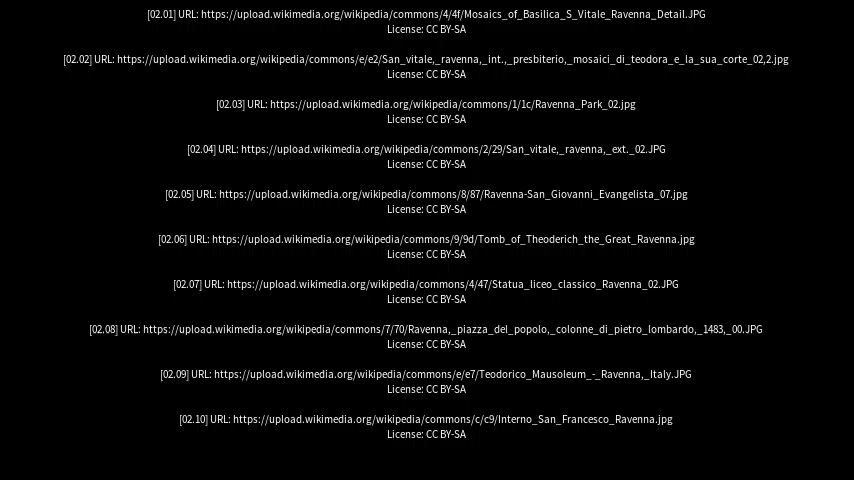 [02.01] URL: https://upload.wikimedia.org/wikipedia/commons/4/4f/Mosaics_of_Basilica_S_Vitale_Ravenna_Detail.JPG
License: CC BY-SA
[02.02] URL: https://upload.wikimedia.org/wikipedia/commons/e/e2/San_vitale,_ravenna,_int.,_presbiterio,_mosaici_di_teodora_e_la_sua_corte_02,2.jpg
License: CC BY-SA
[02.03] URL: https://upload.wikimedia.org/wikipedia/commons/1/1c/Ravenna_Park_02.jpg
License: CC BY-SA
[02.04] URL: https://upload.wikimedia.org/wikipedia/commons/2/29/San_vitale,_ravenna,_ext._02.JPG
License: CC BY-SA
[02.05] URL: https://upload.wikimedia.org/wikipedia/commons/8/87/Ravenna-San_Giovanni_Evangelista_07.jpg
License: CC BY-SA
[02.06] URL: https://upload.wikimedia.org/wikipedia/commons/9/9d/Tomb_of_Theoderich_the_Great_Ravenna.jpg
License: CC BY-SA
[02.07] URL: https://upload.wikimedia.org/wikipedia/commons/4/47/Statua_liceo_classico_Ravenna_02.JPG
License: CC BY-SA
[02.08] URL: https://upload.wikimedia.org/wikipedia/commons/7/70/Ravenna,_piazza_del_popolo,_colonne_di_pietro_lombardo,_1483,_00.JPG
License: CC BY-SA
[02.09] URL: https://upload.wikimedia.org/wikipedia/commons/e/e7/Teodorico_Mausoleum_-_Ravenna,_Italy.JPG
License: CC BY-SA
[02.10] URL: https://upload.wikimedia.org/wikipedia/commons/c/c9/Interno_San_Francesco_Ravenna.jpg
License: CC BY-SA